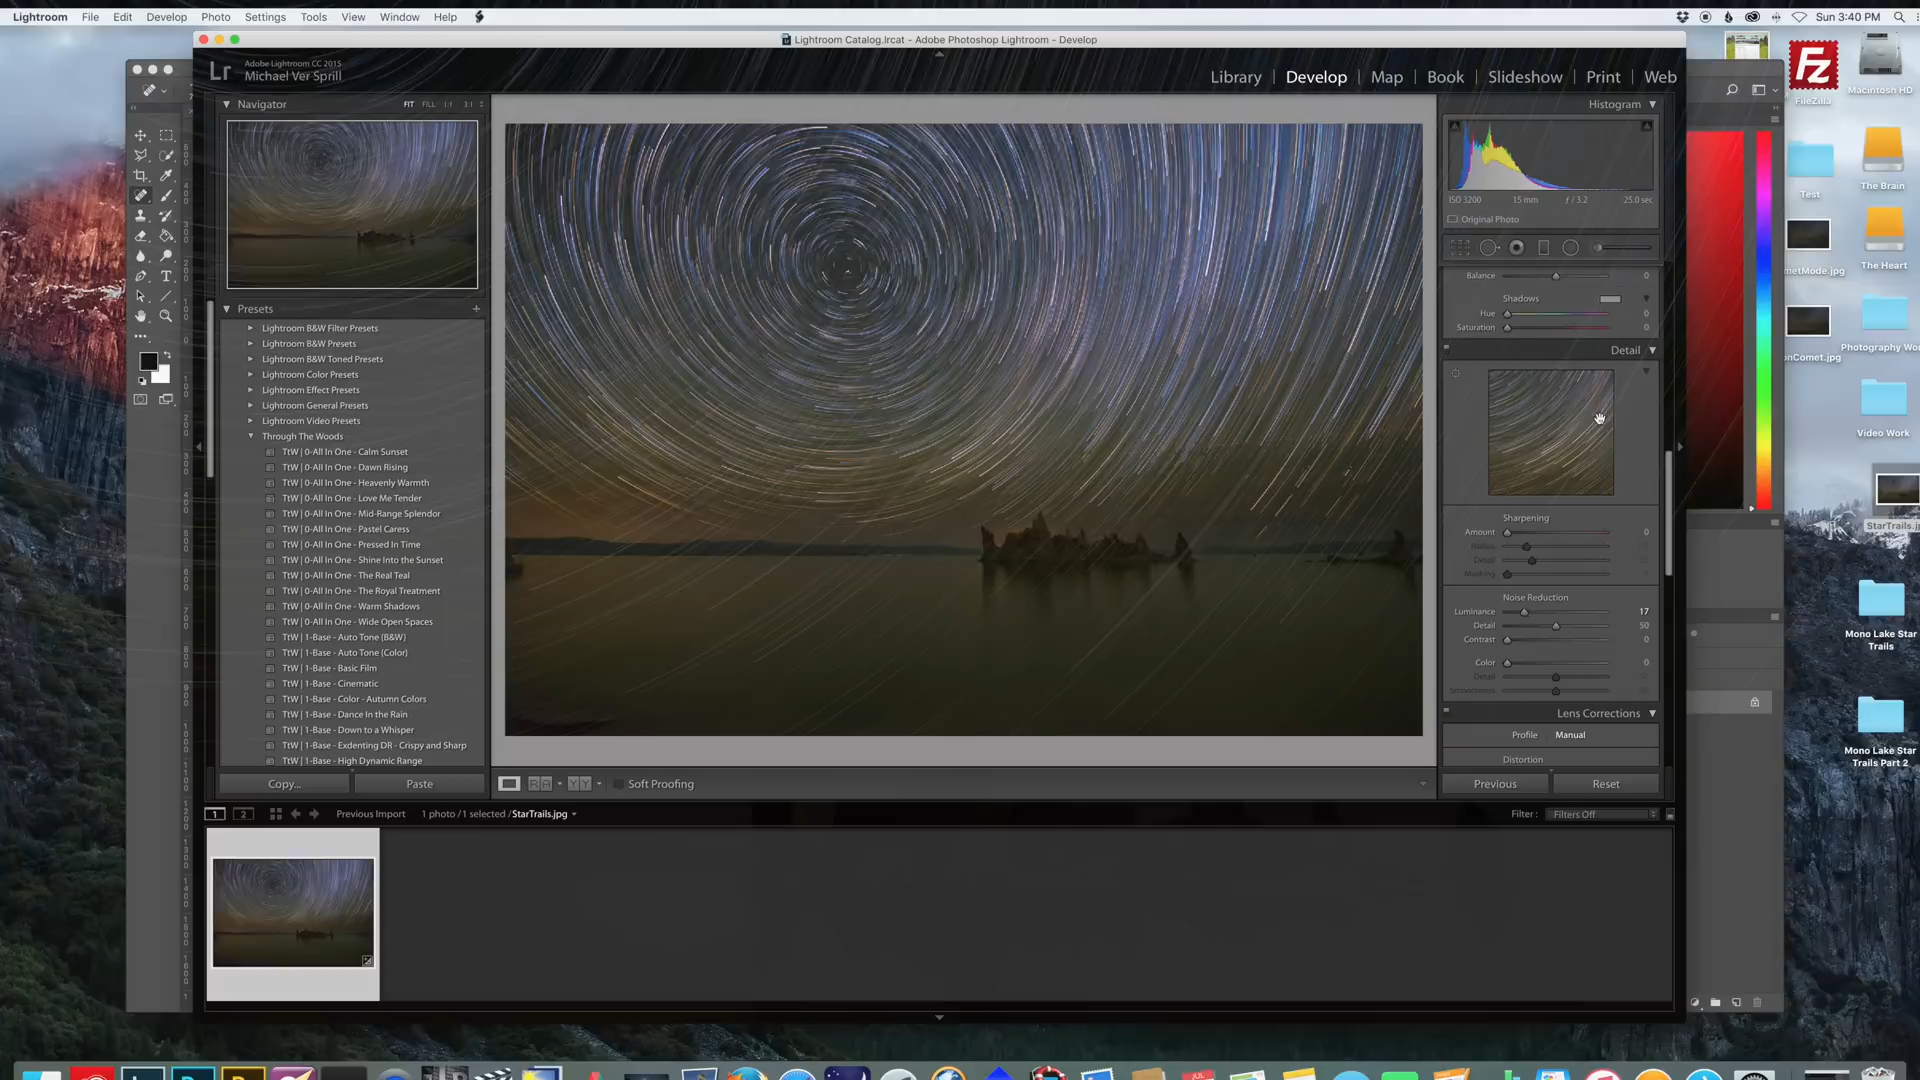 Lightroom File Edit Develop Photo Settings Tools View Window Help
Sun 3:40 PM
Lightroom Catalog.lrcat - Adobe Photoshop Lightroom - Develop
Lr
Adobe Lightroom CC 2015
Michael Ver Sprill
Library | Develop | Map | Book | Slideshow | Print | Web
Navigator
FIT FILL 1:1 3:1
Presets
Lightroom B&W Filter Presets
Lightroom B&W Presets
Lightroom B&W Toned Presets
Lightroom Color Presets
Lightroom Effect Presets
Lightroom General Presets
Lightroom Video Presets
Through The Woods
TtW | 0-All In One - Calm Sunset
TtW | 0-All In One - Dawn Rising
TtW | 0-All In One - Heavenly Warmth
TtW | 0-All In One - Love Me Tender
TtW | 0-All In One - Mid-Range Splendor
TtW | 0-All In One - Pastel Caress
TtW | 0-All In One - Pressed In Time
TtW | 0-All In One - Shine Into the Sunset
TtW | 0-All In One - The Real Teal
TtW | 0-All In One - The Royal Treatment
TtW | 0-All In One - Warm Shadows
TtW | 0-All In One - Wide Open Spaces
TtW | 1-Base - Auto Tone (B&W)
TtW | 1-Base - Auto Tone (Color)
TtW | 1-Base - Basic Film
TtW | 1-Base - Cinematic
TtW | 1-Base - Color - Autumn Colors
TtW | 1-Base - Dance In the Rain
TtW | 1-Base - Down to a Whisper
TtW | 1-Base - Exdenting DR - Crispy and Sharp
TtW | 1-Base - High Dynamic Range
Copy...
Paste
Soft Proofing
Histogram
ISO 3200 15 mm ƒ / 3.2 25.0 sec
Original Photo
Balance 0
Shadows
Hue 0
Saturation 0
Detail
Sharpening
Amount 0
Radius
Detail
Masking
Noise Reduction
Luminance 17
Detail 50
Contrast 0
Color 0
Detail
Smoothness
Lens Corrections
Profile Manual
Distortion
Previous
Reset
1 2
Previous Import
1 photo / 1 selected / StarTrails.jpg
Filter : Filters Off
Fz
FileZilla
Macintosh HD
Test
The Brain
metMode.jpg
The Heart
onComet.jpg
Photography Wo
Video Work
StarTrails.j
Mono Lake Star
Trails
Mono Lake Star
Trails Part 2
JUL